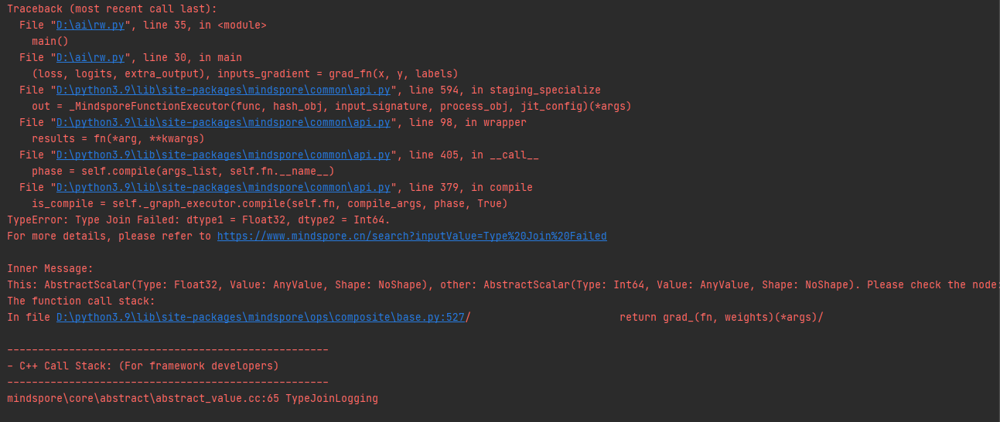 Traceback (most recent call last):
  File "D:\ai\rw.py", line 35, in <module>
    main()
  File "D:\ai\rw.py", line 30, in main
    (loss, logits, extra_output), inputs_gradient = grad_fn(x, y, labels)
  File "D:\python3.9\lib\site-packages\mindspore\common\api.py", line 594, in staging_specialize
    out = _MindsporeFunctionExecutor(func, hash_obj, input_signature, process_obj, jit_config)(*args)
  File "D:\python3.9\lib\site-packages\mindspore\common\api.py", line 98, in wrapper
    results = fn(*arg, **kwargs)
  File "D:\python3.9\lib\site-packages\mindspore\common\api.py", line 405, in __call__
    phase = self.compile(args_list, self.fn.__name__)
  File "D:\python3.9\lib\site-packages\mindspore\common\api.py", line 379, in compile
    is_compile = self._graph_executor.compile(self.fn, compile_args, phase, True)
TypeError: Type Join Failed: dtype1 = Float32, dtype2 = Int64.
For more details, please refer to https://www.mindspore.cn/search?inputValue=Type%20Join%20Failed

Inner Message:
This: AbstractScalar(Type: Float32, Value: AnyValue, Shape: NoShape), other: AbstractScalar(Type: Int64, Value: AnyValue, Shape: NoShape). Please check the node:
The function call stack:
In file D:\python3.9\lib\site-packages\mindspore\ops\composite\base.py:527/                        return grad_(fn, weights)(*args)/

----------------------------------------------------
- C++ Call Stack: (For framework developers)
----------------------------------------------------
mindspore\core\abstract\abstract_value.cc:65 TypeJoinLogging